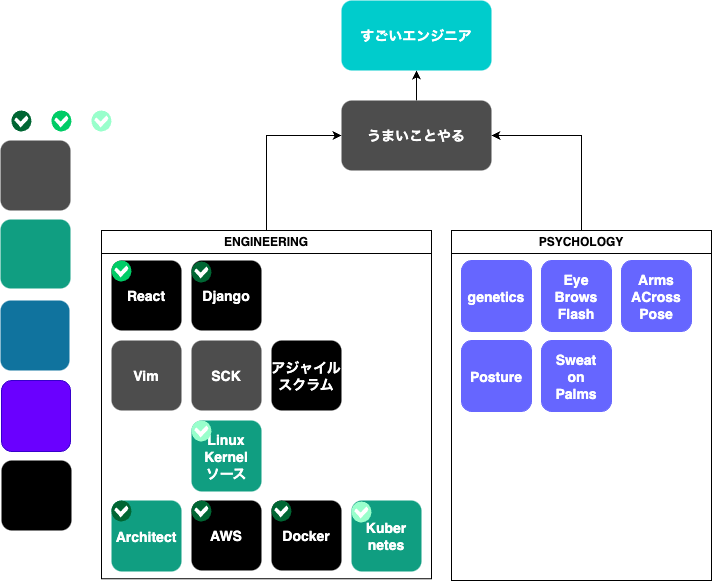 すごいエンジニア
うまいことやる
ENGINEERING
React
Django
Vim
SCK
アジャイル
スクラム
Linux
Kernel
ソース
Architect
AWS
Docker
Kuber
netes
PSYCHOLOGY
genetics
Eye
Brows
Flash
Arms
ACross
Pose
Posture
Sweat
on
Palms